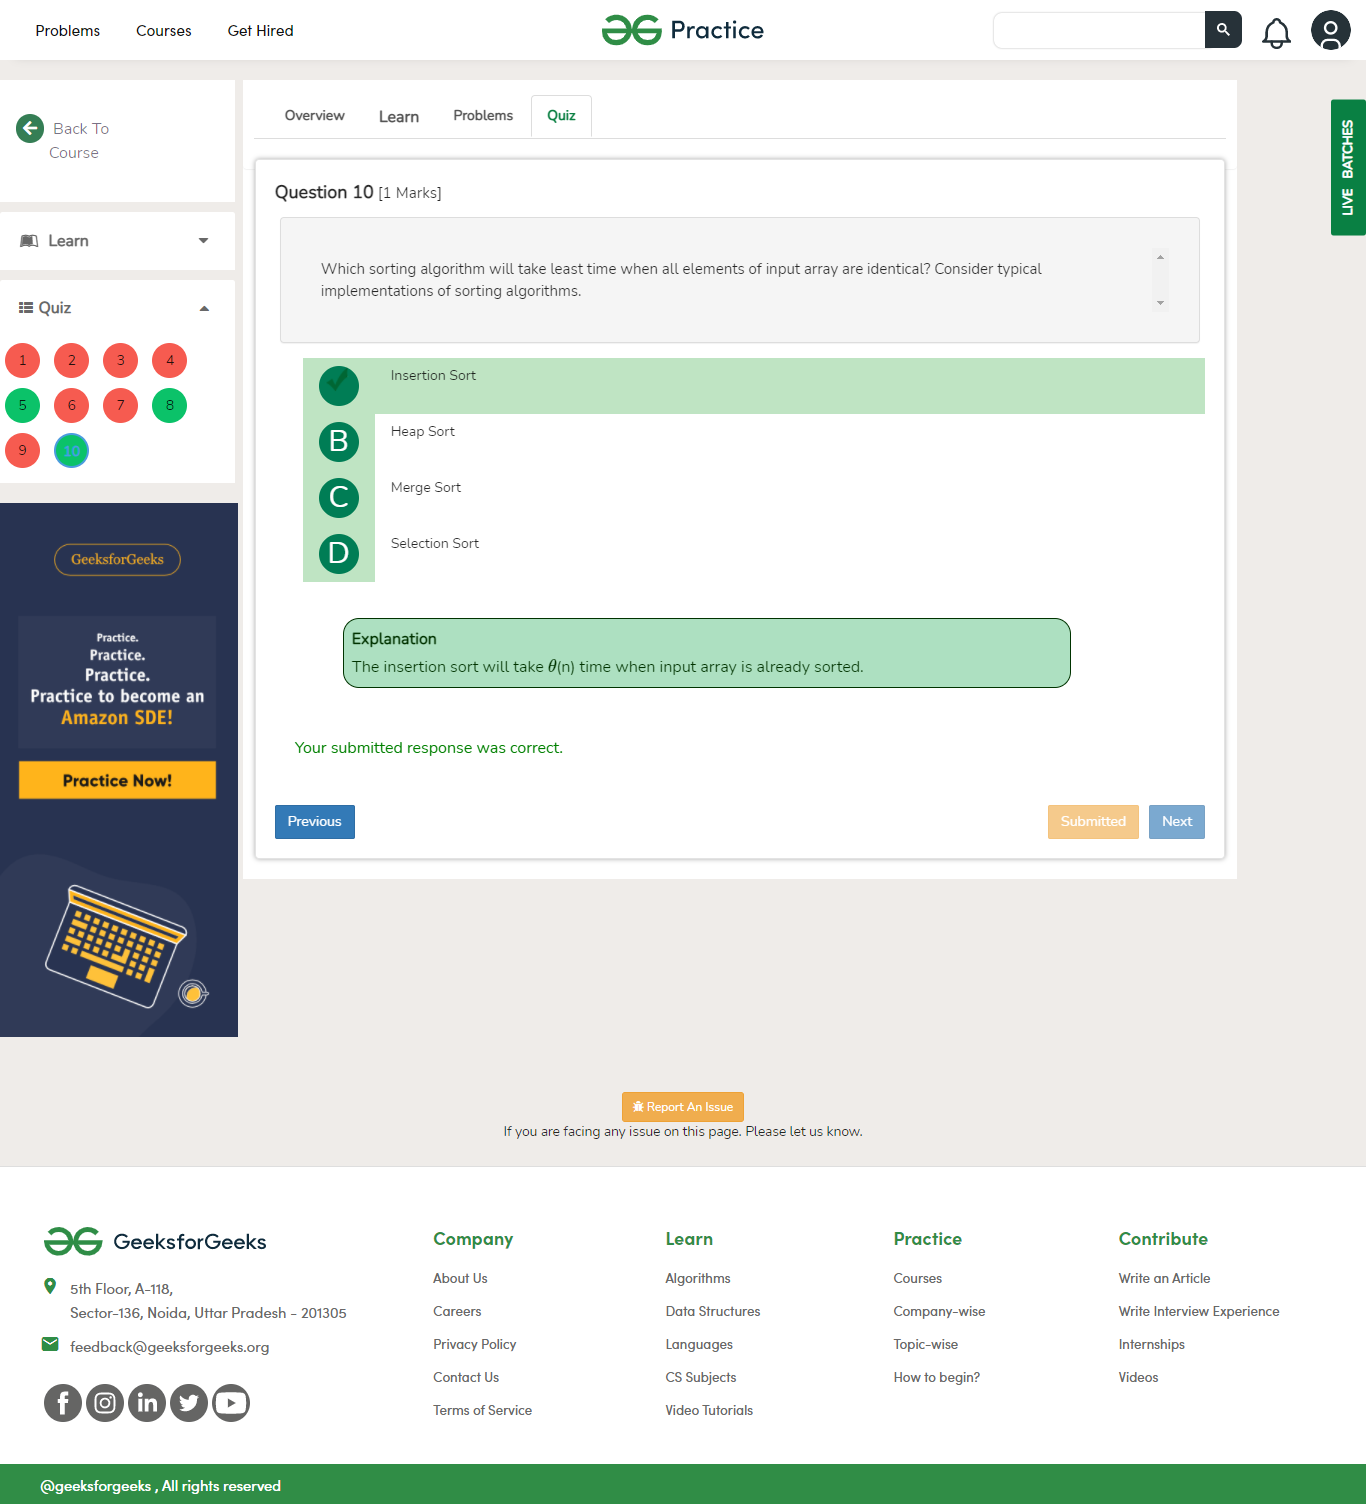 Problems Courses Get Hired
Practice
Back To
Course
Learn
Quiz
1 2 3 4
5 6 7 8
9 10
GeeksforGeeks
Practice.
Practice.
Practice.
Practice to become an
Amazon SDE!
Practice Now!
Overview Learn Problems Quiz
Question 10 [1 Marks]
Which sorting algorithm will take least time when all elements of input array are identical? Consider typical
implementations of sorting algorithms.
Insertion Sort
B Heap Sort
C Merge Sort
D Selection Sort
Explanation
The insertion sort will take θ(n) time when input array is already sorted.
Your submitted response was correct.
Previous Submitted Next
LIVE BATCHES
Report An Issue
If you are facing any issue on this page. Please let us know.
GeeksforGeeks
5th Floor, A-118,
Sector-136, Noida, Uttar Pradesh - 201305
feedback@geeksforgeeks.org
Company
About Us
Careers
Privacy Policy
Contact Us
Terms of Service
Learn
Algorithms
Data Structures
Languages
CS Subjects
Video Tutorials
Practice
Courses
Company-wise
Topic-wise
How to begin?
Contribute
Write an Article
Write Interview Experience
Internships
Videos
@geeksforgeeks , All rights reserved